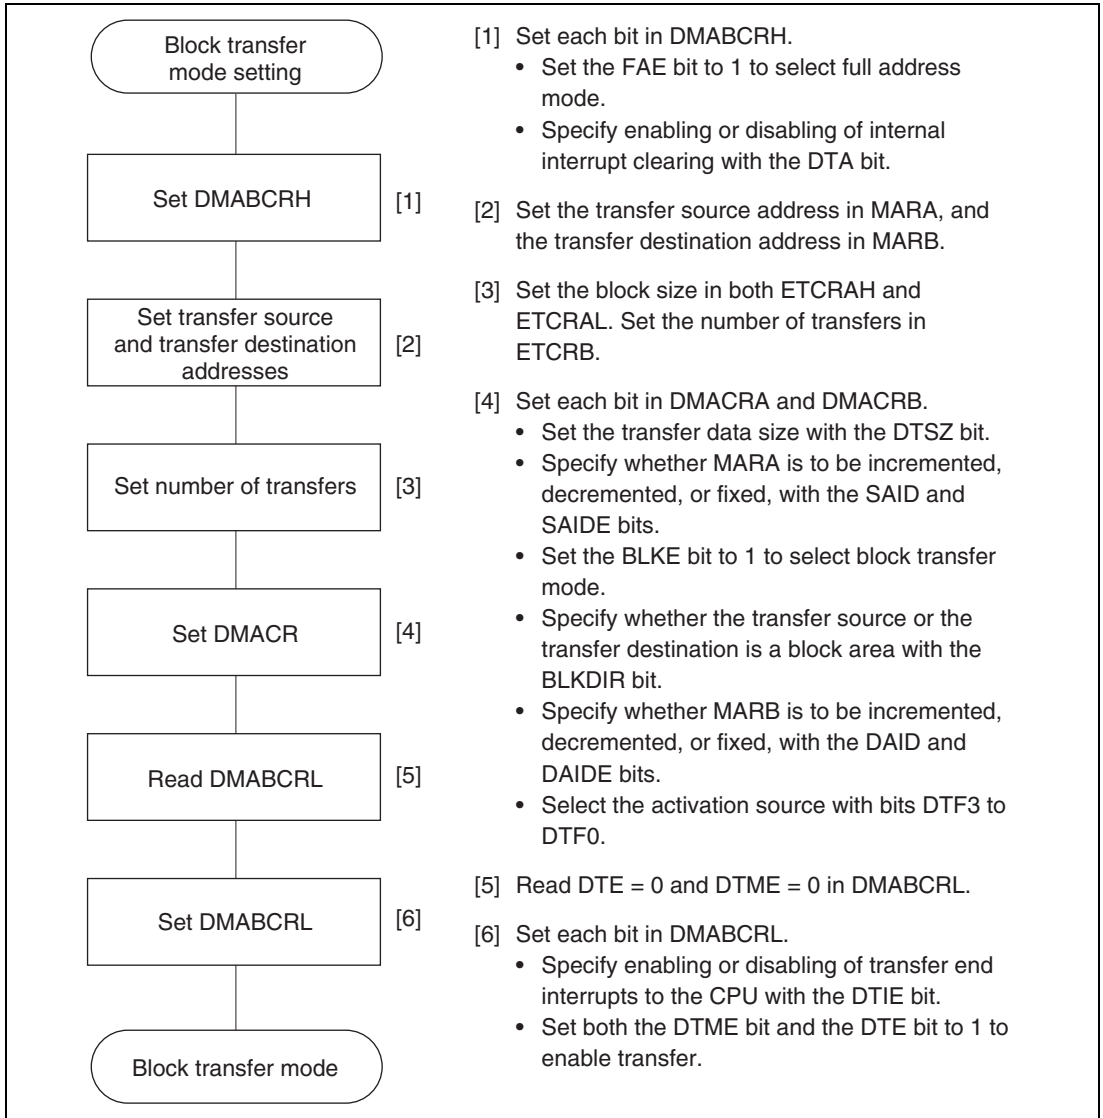 Block transfer
mode setting
Set DMABCRH
[1]
Set transfer source
and transfer destination
addresses
[2]
Set number of transfers
[3]
Set DMACR
[4]
Read DMABCRL
[5]
Set DMABCRL
[6]
Block transfer mode
[1] Set each bit in DMABCRH.
• Set the FAE bit to 1 to select full address
mode.
• Specify enabling or disabling of internal
interrupt clearing with the DTA bit.
[2] Set the transfer source address in MARA, and
the transfer destination address in MARB.
[3] Set the block size in both ETCRAH and
ETCRAL. Set the number of transfers in
ETCRB.
[4] Set each bit in DMACRA and DMACRB.
• Set the transfer data size with the DTSZ bit.
• Specify whether MARA is to be incremented,
decremented, or fixed, with the SAID and
SAIDE bits.
• Set the BLKE bit to 1 to select block transfer
mode.
• Specify whether the transfer source or the
transfer destination is a block area with the
BLKDIR bit.
• Specify whether MARB is to be incremented,
decremented, or fixed, with the DAID and
DAIDE bits.
• Select the activation source with bits DTF3 to
DTF0.
[5] Read DTE = 0 and DTME = 0 in DMABCRL.
[6] Set each bit in DMABCRL.
• Specify enabling or disabling of transfer end
interrupts to the CPU with the DTIE bit.
• Set both the DTME bit and the DTE bit to 1 to
enable transfer.